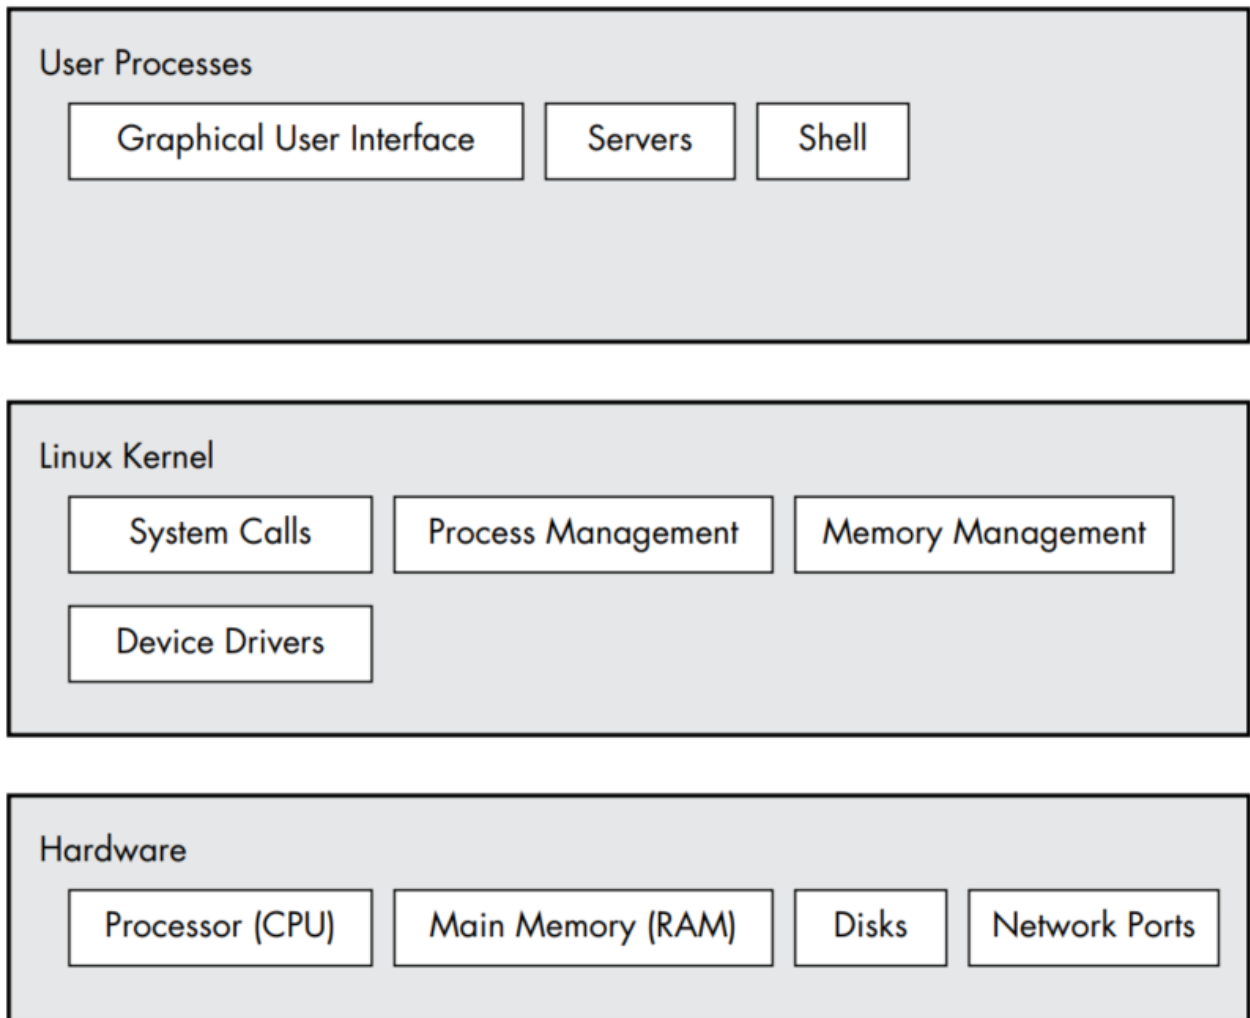 User Processes
Graphical User Interface Servers Shell
Linux Kernel
System Calls Process Management Memory Management
Device Drivers
Hardware
Processor (CPU) Main Memory (RAM) Disks Network Ports